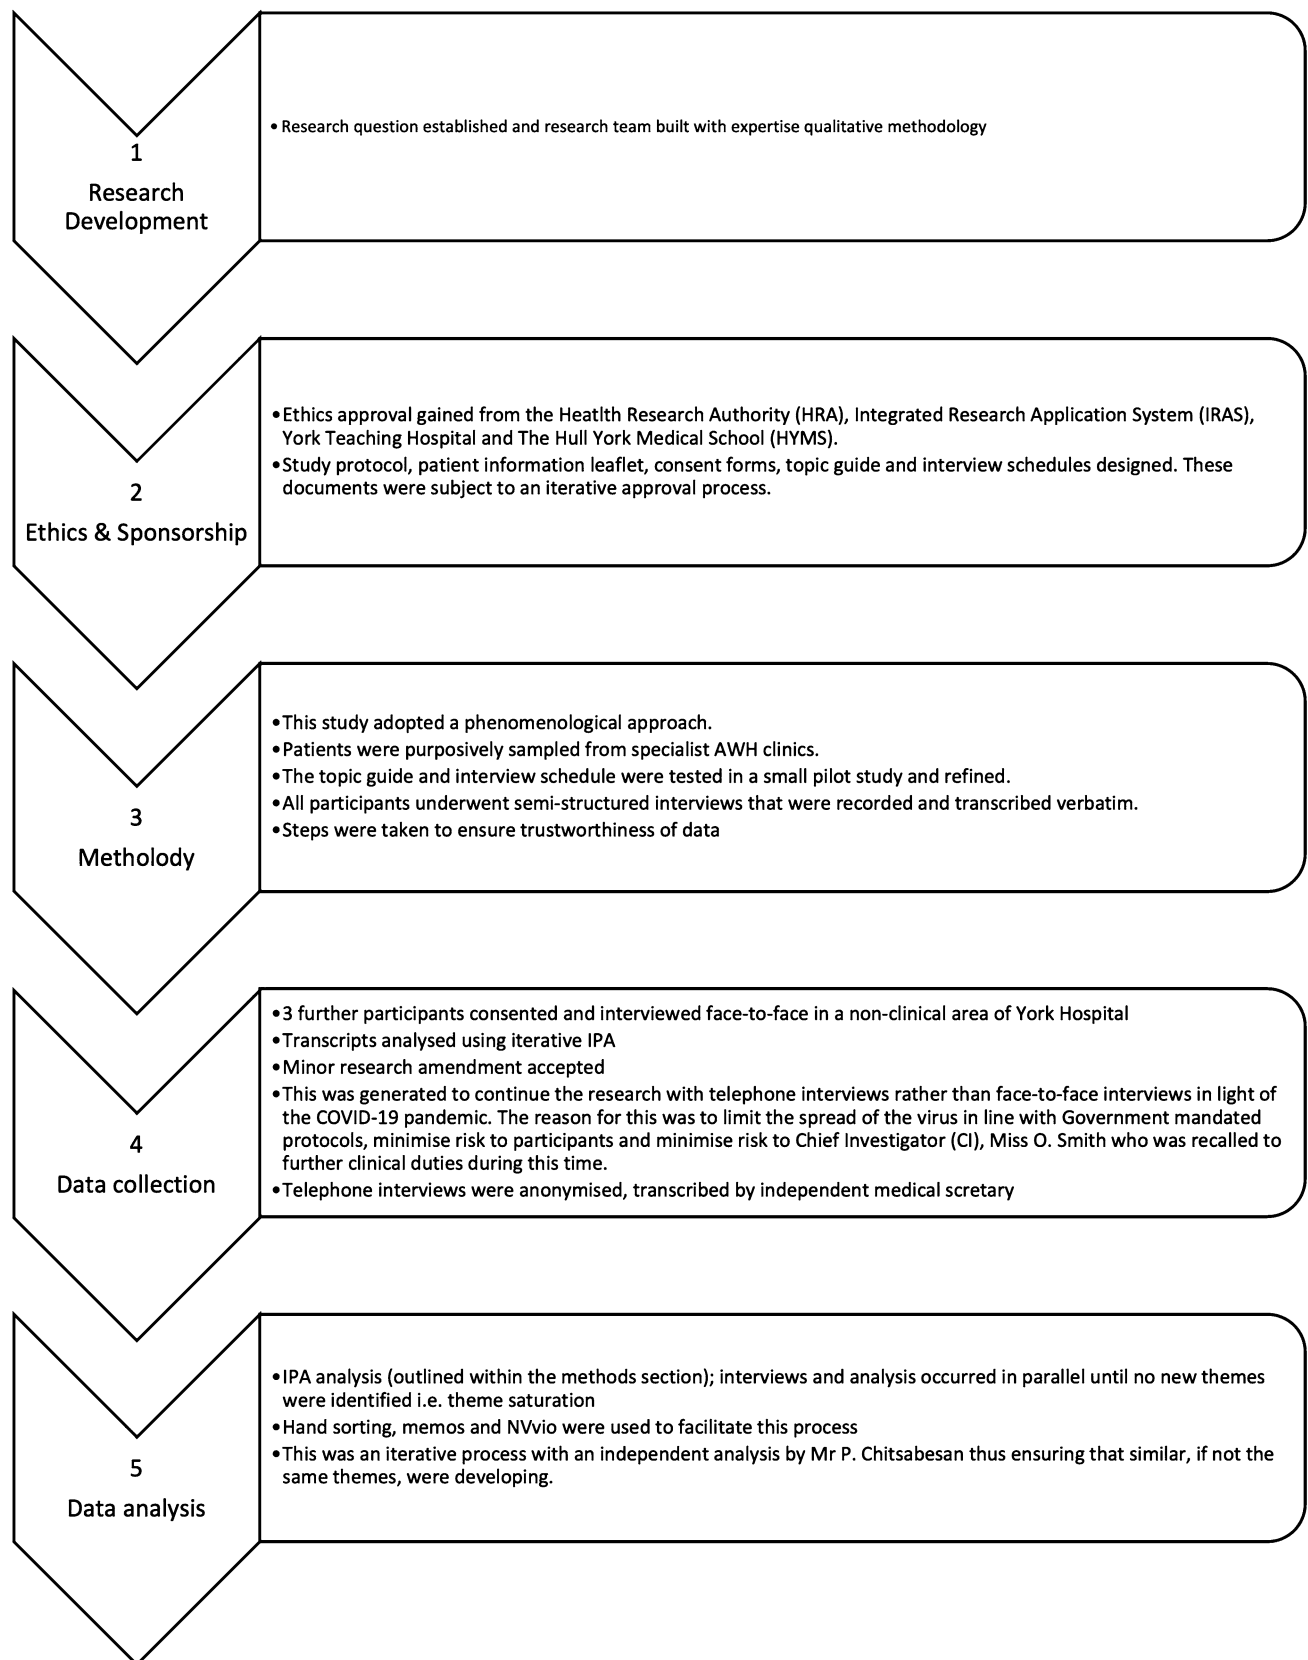 1
Research
Development
• Research question established and research team built with expertise qualitative methodology
2
Ethics & Sponsorship
•Ethics approval gained from the Heatlth Research Authority (HRA), Integrated Research Application System (IRAS),
York Teaching Hospital and The Hull York Medical School (HYMS).
•Study protocol, patient information leaflet, consent forms, topic guide and interview schedules designed. These
documents were subject to an iterative approval process.
3
Metholody
•This study adopted a phenomenological approach.
•Patients were purposively sampled from specialist AWH clinics.
•The topic guide and interview schedule were tested in a small pilot study and refined.
•All participants underwent semi-structured interviews that were recorded and transcribed verbatim.
•Steps were taken to ensure trustworthiness of data
4
Data collection
•3 further participants consented and interviewed face-to-face in a non-clinical area of York Hospital
•Transcripts analysed using iterative IPA
•Minor research amendment accepted
•This was generated to continue the research with telephone interviews rather than face-to-face interviews in light of
the COVID-19 pandemic. The reason for this was to limit the spread of the virus in line with Government mandated
protocols, minimise risk to participants and minimise risk to Chief Investigator (CI), Miss O. Smith who was recalled to
further clinical duties during this time.
•Telephone interviews were anonymised, transcribed by independent medical scretary
5
Data analysis
•IPA analysis (outlined within the methods section); interviews and analysis occurred in parallel until no new themes
were identified i.e. theme saturation
•Hand sorting, memos and NVvio were used to facilitate this process
•This was an iterative process with an independent analysis by Mr P. Chitsabesan thus ensuring that similar, if not the
same themes, were developing.